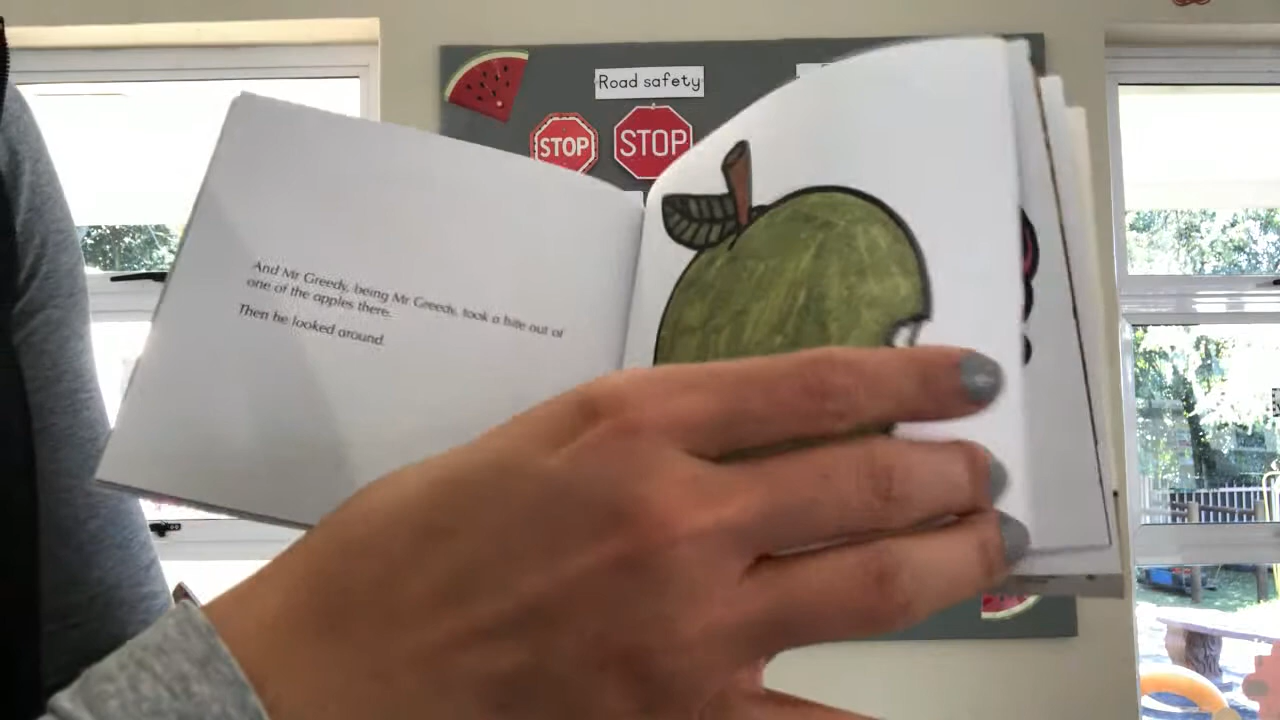 Road safety
STOP
STOP
And Mr Greedy, being Mr Greedy, took a bite out of
one of the apples there.
Then he looked around.